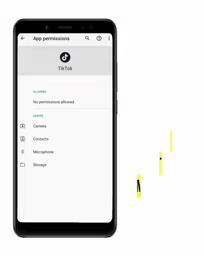 App permissions
TikTok
ALLOWED
No permissions allowed
DENIED
Camera
Contacts
Microphone
Storage